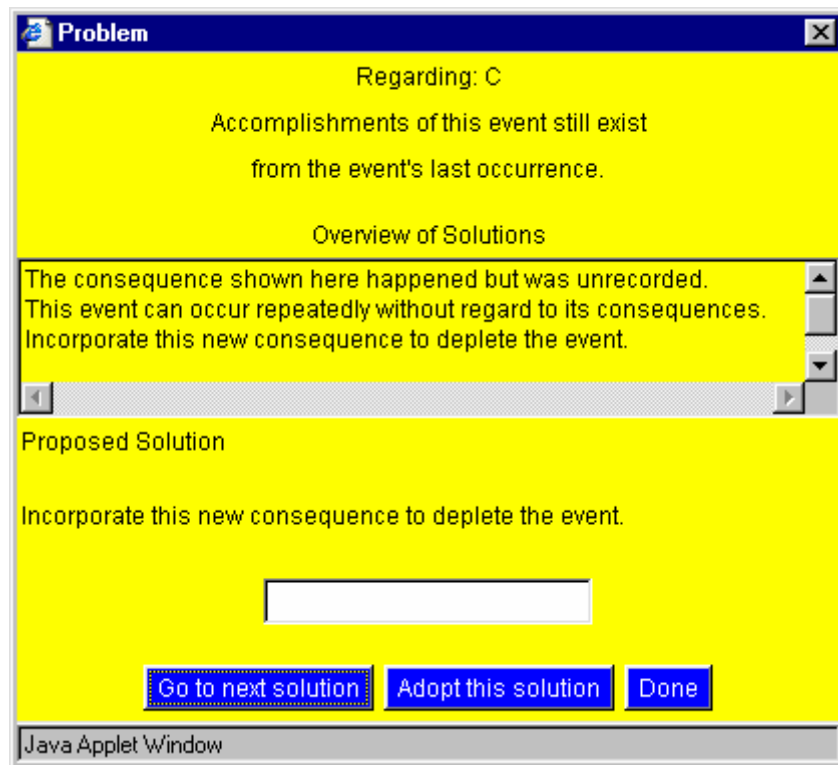 Problem
Regarding: C
Accomplishments of this event still exist
from the event's last occurrence.
Overview of Solutions
The consequence shown here happened but was unrecorded.
This event can occur repeatedly without regard to its consequences.
Incorporate this new consequence to deplete the event.
Proposed Solution
Incorporate this new consequence to deplete the event.
Go to next solution Adopt this solution Done
Java Applet Window